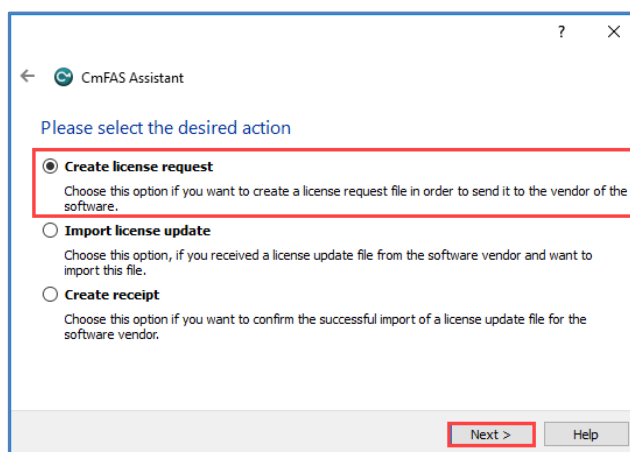 ?
CmFAS Assistant
Please select the desired action
Create license request
Choose this option if you want to create a license request file in order to send it to the vendor of the
software.
Import license update
Choose this option, if you received a license update file from the software vendor and want to
import this file.
Create receipt
Choose this option if you want to confirm the successful import of a license update file for the
software vendor.
Next > Help